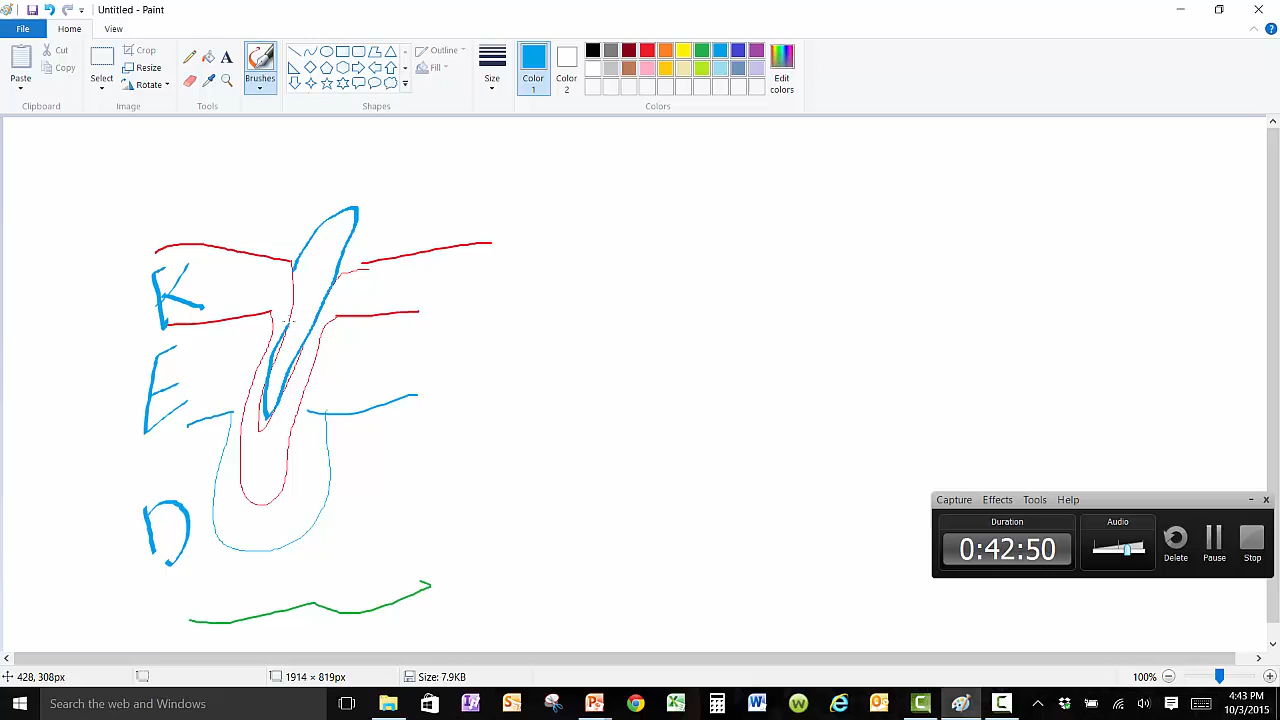 Untitled - Paint
File
Home
View
Paste
Cut
Copy
Select
Crop
Resize
Rotate
A
Brushes
Outline
Fill
Size
Color
1
Color
2
Edit
colors
Clipboard
Image
Tools
Shapes
Colors
K
E
D
Capture
Effects
Tools
Help
Duration
Audio
0:42:50
Delete
Pause
Stop
428, 308px
1914 × 819px
Size: 7.9KB
100%
Search the web and Windows
4:43 PM
10/3/2015